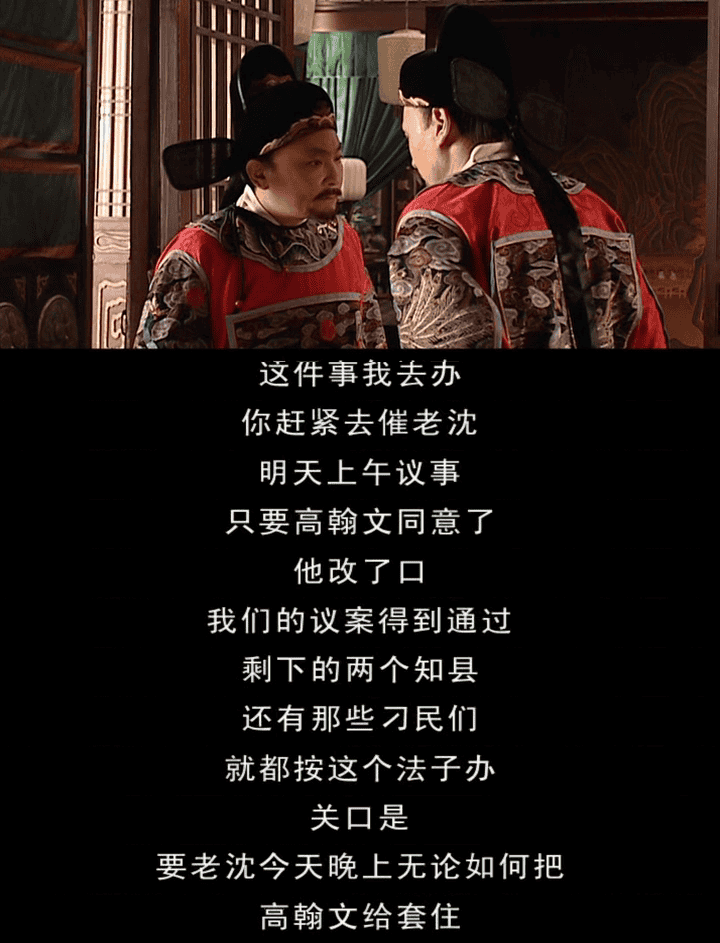 这件事我去办
你赶紧去催老沈
明天上午议事
只要高翰文同意了
他改了口
我们的议案得到通过
剩下的两个知县
还有那些刁民们
就都按这个法子办
关口是
要老沈今天晚上无论如何把
高翰文给套住